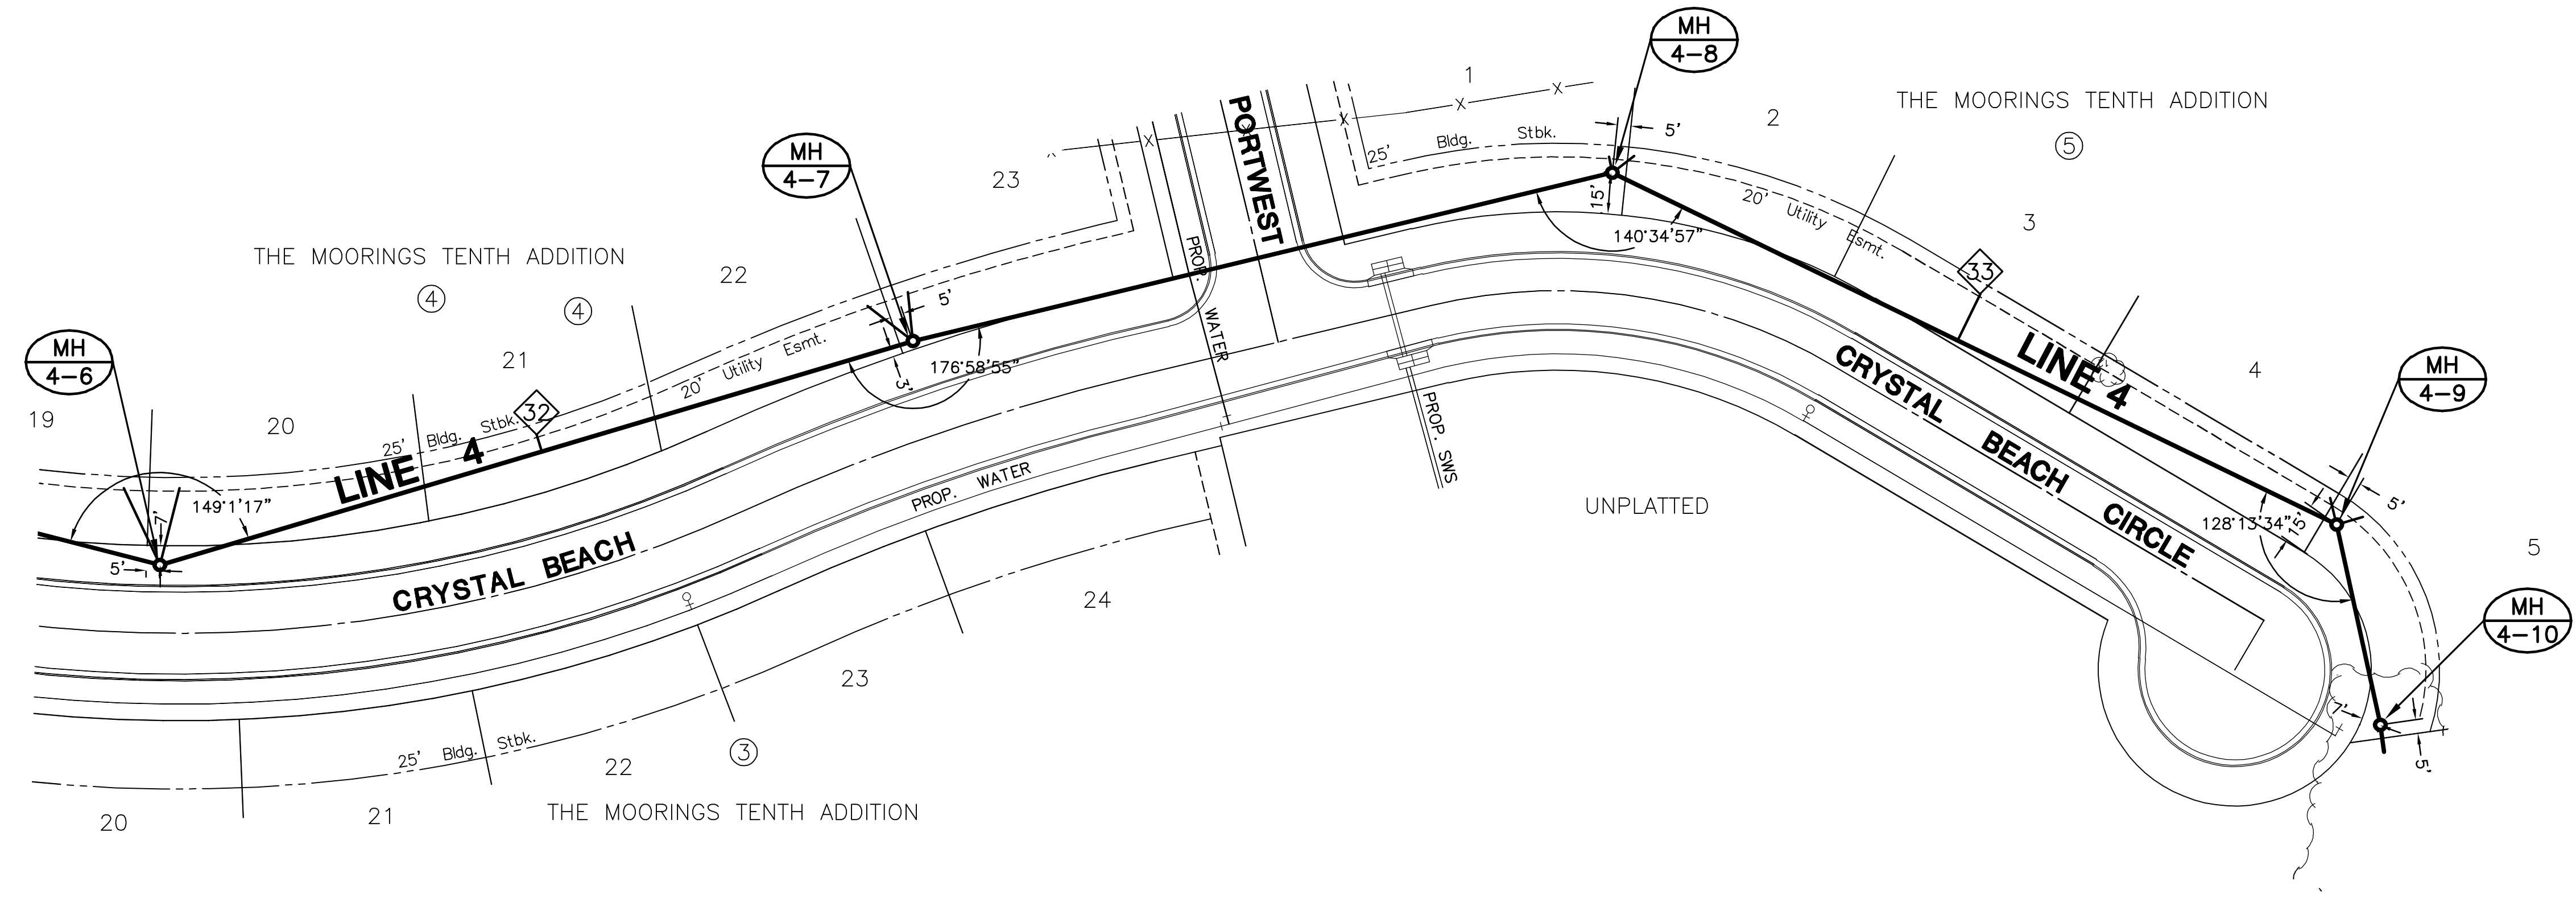 MH
4-8
1
THE MOORINGS TENTH ADDITION
5
2
5'
25' Bldg. Stbk.
PORTWEST
MH
4-7
23
15'
20' Utility Esmt.
3
140°34'57"
33
THE MOORINGS TENTH ADDITION
4
4
22
5'
PROP. WATER
20' Utility Esmt.
176°58'55"
3'
21
MH
4-6
32
19
20
25' Bldg. Stbk.
LINE 4
149°1'17"
7'
5'
LINE 4
4
MH
4-9
CRYSTAL BEACH CIRCLE
PROP. SWS
UNPLATTED
5'
128°13'34"
15'
5
PROP. WATER
CRYSTAL BEACH
24
MH
4-10
7'
5'
23
3
25' Bldg. Stbk.
22
21
20
THE MOORINGS TENTH ADDITION